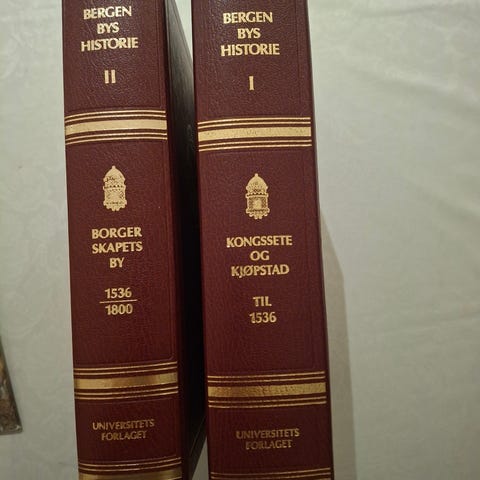 BERGEN
BYS
HISTORIE
II
BORGER
SKAPETS
BY
1536
1800
UNIVERSITETS
FORLAGET
BERGEN
BYS
HISTORIE
I
KONGSSETE
OG
KJØPSTAD
TIL
1536
UNIVERSITETS
FORLAGET